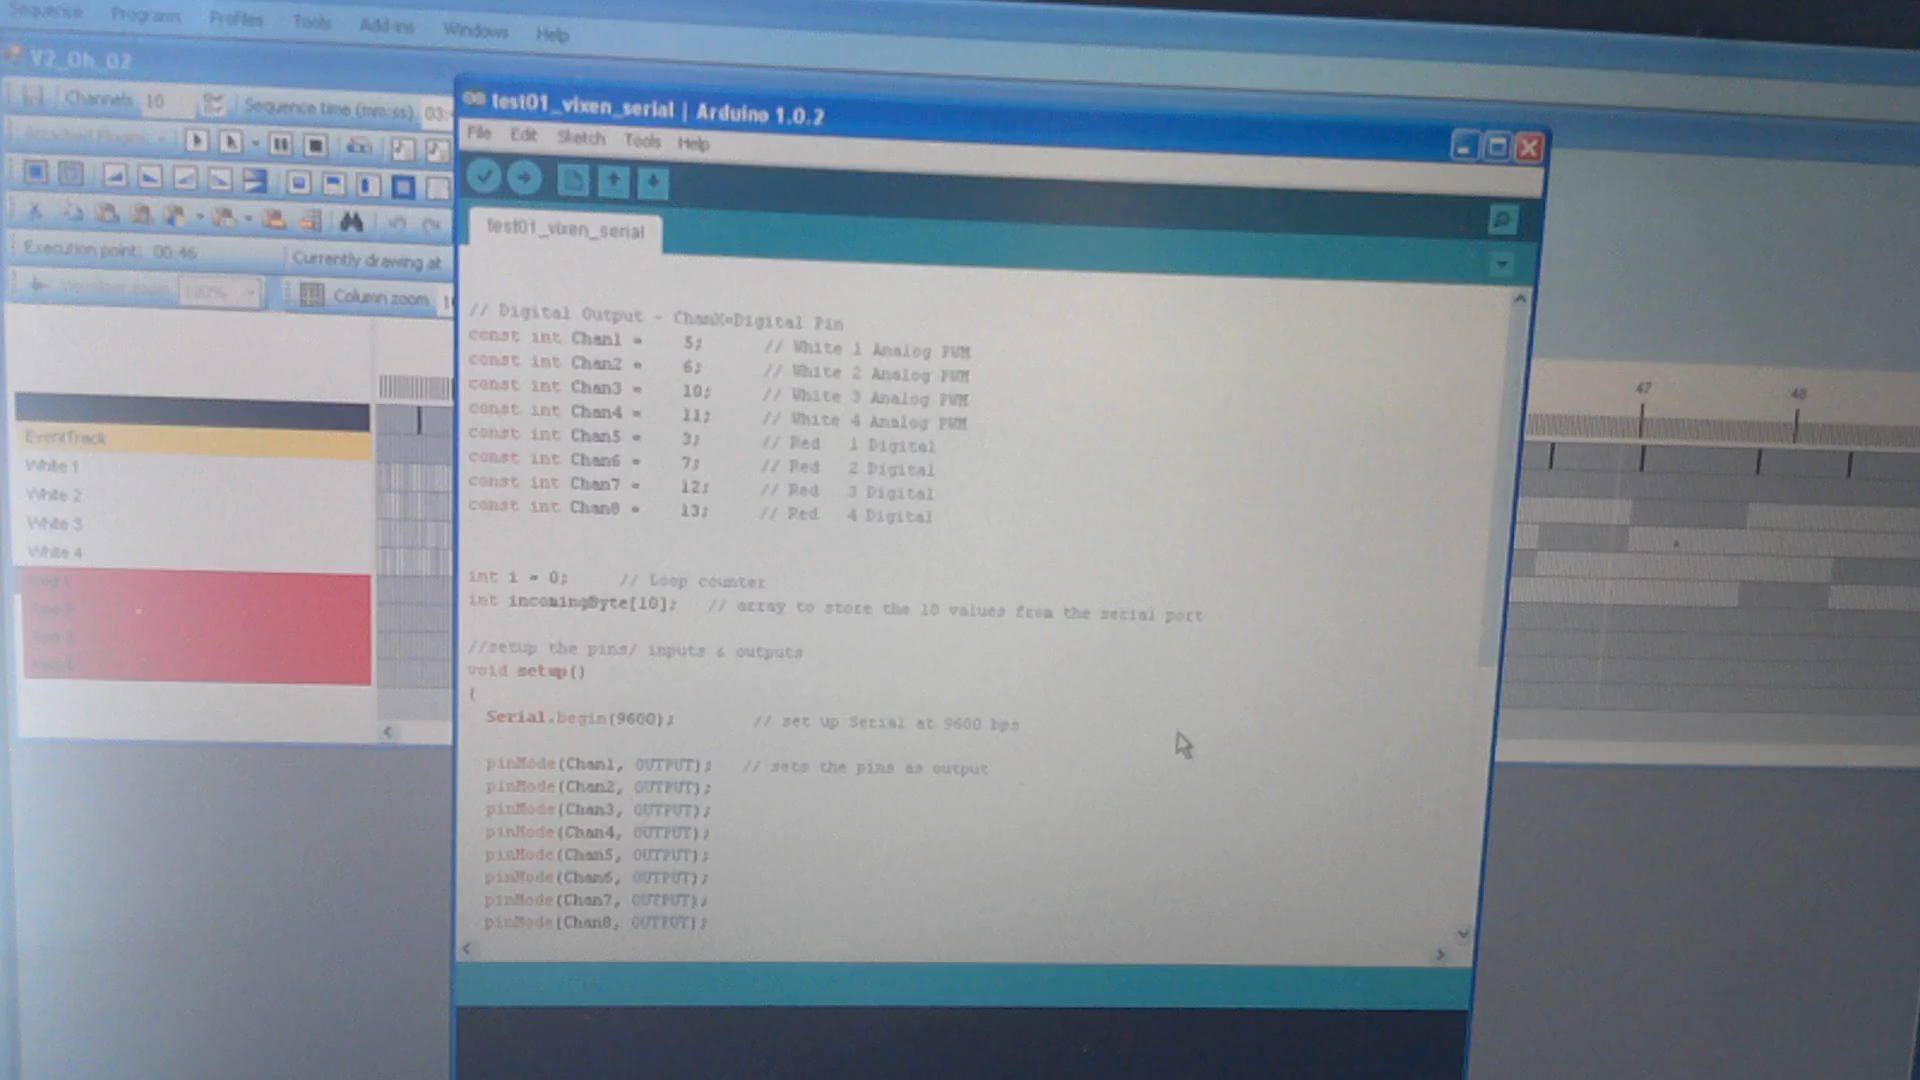 Sequence Programs Profiles Tools Add-ins Windows Help
V2_Oh_02
Channels 10 Sequence time (mm:ss) 03:
Attached Plugins
Execution point: 00:46 Currently drawing at
100% Column zoom
EventTrack
White 1
White 2
White 3
White 4
test01_vixen_serial | Arduino 1.0.2
File Edit Sketch Tools Help
test01_vixen_serial
// Digital Output - ChanX=Digital Pin
const int Chan1 = 5; // White 1 Analog PWM
const int Chan2 = 6; // White 2 Analog PWM
const int Chan3 = 10; // White 3 Analog PWM
const int Chan4 = 11; // White 4 Analog PWM
const int Chan5 = 3; // Red 1 Digital
const int Chan6 = 7; // Red 2 Digital
const int Chan7 = 12; // Red 3 Digital
const int Chan8 = 13; // Red 4 Digital
int i = 0; // Loop counter
int incomingByte[10]; // array to store the 10 values from the serial port
//setup the pins/ inputs & outputs
void setup()
{
Serial.begin(9600); // set up Serial at 9600 bps
pinMode(Chan1, OUTPUT); // sets the pins as output
pinMode(Chan2, OUTPUT);
pinMode(Chan3, OUTPUT);
pinMode(Chan4, OUTPUT);
pinMode(Chan5, OUTPUT);
pinMode(Chan6, OUTPUT);
pinMode(Chan7, OUTPUT);
pinMode(Chan8, OUTPUT);
47 48